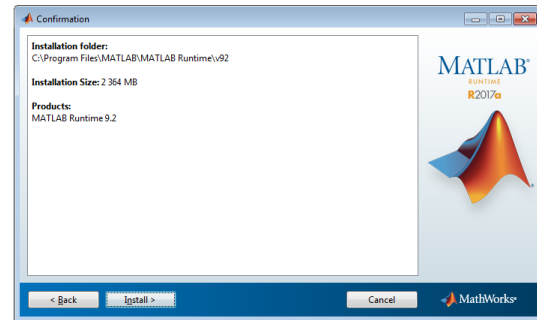 Confirmation
Installation folder:
C:\Program Files\MATLAB\MATLAB Runtime\v92
Installation Size: 2 364 MB
Products:
MATLAB Runtime 9.2
MATLAB®
RUNTIME
R2017a
< Back
Install >
Cancel
MathWorks®